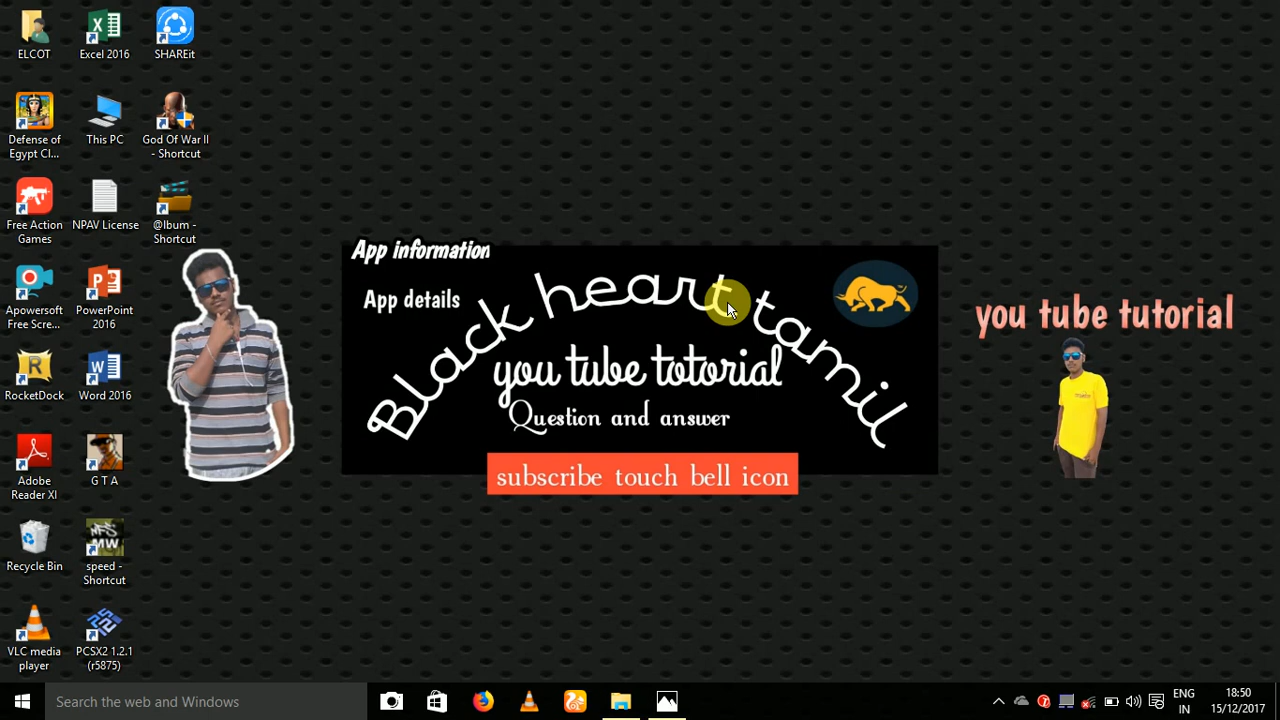 ELCOT
Excel 2016
SHAREit
Defense of
Egypt Cl...
This PC
God Of War II
- Shortcut
Free Action
Games
NPAV License
@lbum -
Shortcut
Apowersoft
Free Scre...
PowerPoint
2016
RocketDock
Word 2016
Adobe
Reader XI
G T A
Recycle Bin
speed -
Shortcut
VLC media
player
PCSX2 1.2.1
(r5875)
App information
App details
Black heart tamil
you tube totorial
Question and answer
subscribe touch bell icon
you tube tutorial
Search the web and Windows
ENG
IN
18:50
15/12/2017